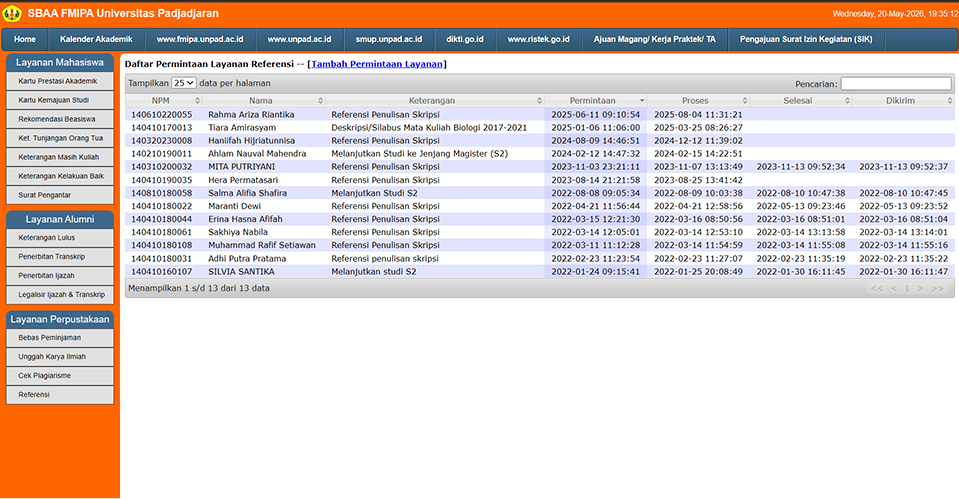 SBAA FMIPA Universitas Padjadjaran
Wednesday, 20-May-2026, 19:35:12
Home Kalender Akademik www.fmipa.unpad.ac.id www.unpad.ac.id smup.unpad.ac.id dikti.go.id www.ristek.go.id Ajuan Magang/ Kerja Praktek/ TA Pengajuan Surat Izin Kegiatan (SIK)
Layanan Mahasiswa
Kartu Prestasi Akademik
Kartu Kemajuan Studi
Rekomendasi Beasiswa
Ket. Tunjangan Orang Tua
Keterangan Masih Kuliah
Keterangan Kelakuan Baik
Surat Pengantar
Layanan Alumni
Keterangan Lulus
Penerbitan Transkrip
Penerbitan Ijazah
Legalisir Ijazah & Transkrip
Layanan Perpustakaan
Bebas Peminjaman
Unggah Karya Ilmiah
Cek Plagiarisme
Referensi
Daftar Permintaan Layanan Referensi -- [Tambah Permintaan Layanan]
Tampilkan 25 data per halaman
Pencarian:
NPM Nama Keterangan Permintaan Proses Selesai Dikirim
140610220055 Rahma Ariza Riantika Referensi Penulisan Skripsi 2025-06-11 09:10:54 2025-08-04 11:31:21
140410170013 Tiara Amirasyam Deskripsi/Silabus Mata Kuliah Biologi 2017-2021 2025-01-06 11:06:00 2025-03-25 08:26:27
140320230008 Haniifah Hijriatunnisa Referensi Penulisan Skripsi 2024-08-09 14:46:51 2024-12-12 11:39:02
140210190011 Ahlam Nauval Mahendra Melanjutkan Studi ke Jenjang Magister (S2) 2024-02-12 14:47:32 2024-02-15 14:22:51
140310200032 MITA PUTRIYANI Referensi Penulisan Skripsi 2023-11-03 23:21:11 2023-11-07 13:13:49 2023-11-13 09:52:34 2023-11-13 09:52:37
140410190035 Hera Permatasari Referensi Penulisan Skripsi 2023-08-14 21:21:58 2023-08-25 13:41:42
140810180058 Salma Alifia Shafira Melanjutkan Studi S2 2022-08-08 09:05:34 2022-08-09 10:03:38 2022-08-10 10:47:38 2022-08-10 10:47:45
140410180022 Maranti Dewi Referensi Penulisan Skripsi 2022-04-21 11:56:44 2022-04-21 12:58:56 2022-05-13 09:23:46 2022-05-13 09:23:52
140410180044 Erina Hasna Afifah Referensi Penulisan Skripsi 2022-03-15 12:21:30 2022-03-16 08:50:56 2022-03-16 08:51:01 2022-03-16 08:51:04
140410180061 Sakhiya Nabila Referensi Penulisan Skripsi 2022-03-14 12:05:01 2022-03-14 12:53:10 2022-03-14 13:13:58 2022-03-14 13:14:01
140410180108 Muhammad Rafif Setiawan Referensi Penulisan Skripsi 2022-03-11 11:12:28 2022-03-14 11:54:59 2022-03-14 11:55:08 2022-03-14 11:55:16
140410180031 Adhi Putra Pratama Referensi penulisan skripsi 2022-02-23 11:23:54 2022-02-23 11:27:07 2022-02-23 11:35:19 2022-02-23 11:35:22
140410160107 SILVIA SANTIKA Melanjutkan studi S2 2022-01-24 09:15:41 2022-01-25 20:08:49 2022-01-30 16:11:45 2022-01-30 16:11:47
Menampilkan 1 s/d 13 dari 13 data
<< < 1 > >>